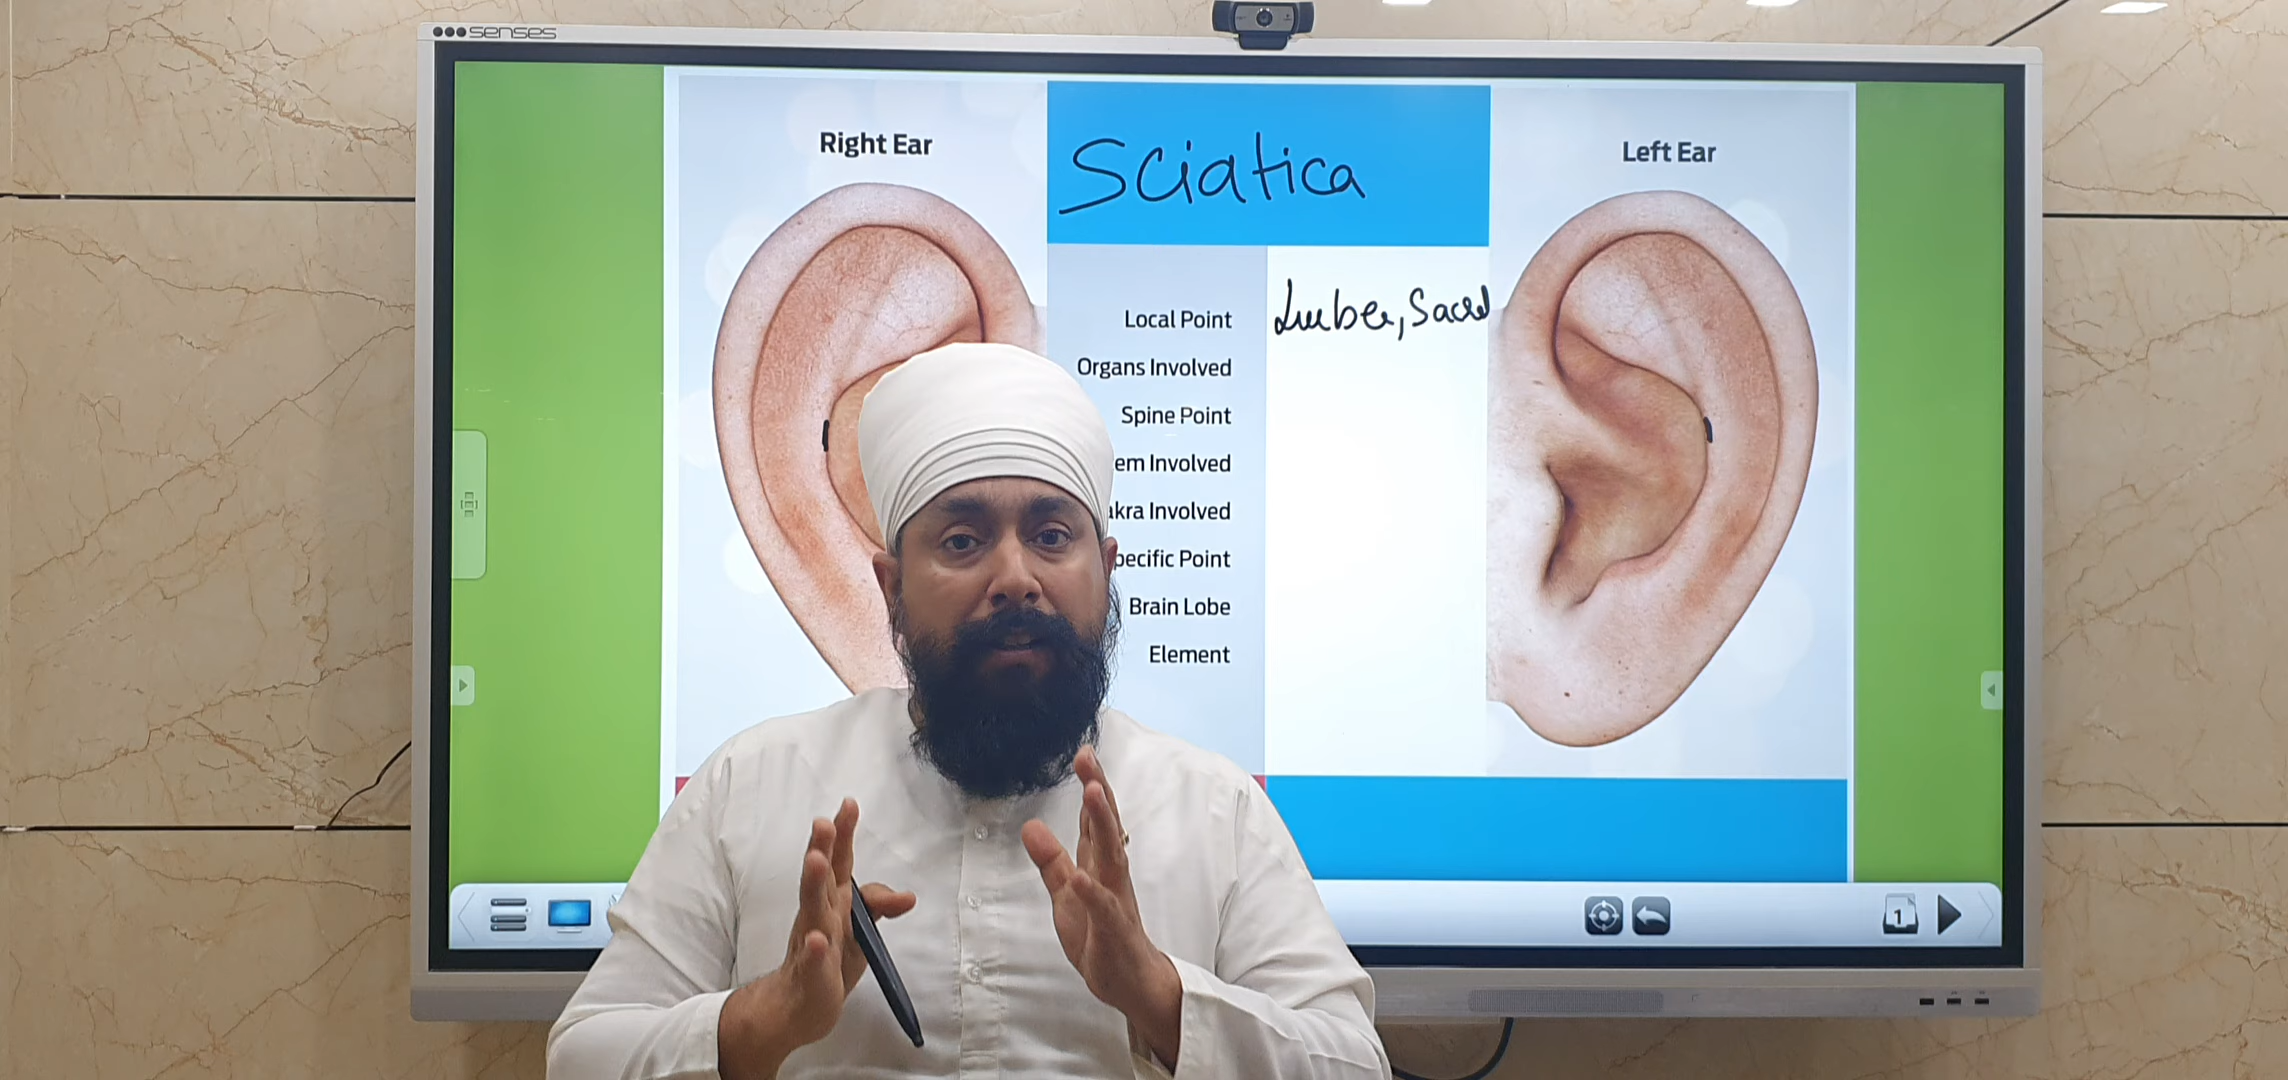 senses
Right Ear
Sciatica
Left Ear
Local Point
Lumber, Sacral
Organs Involved
Spine Point
em Involved
akra Involved
pecific Point
Brain Lobe
Element
1